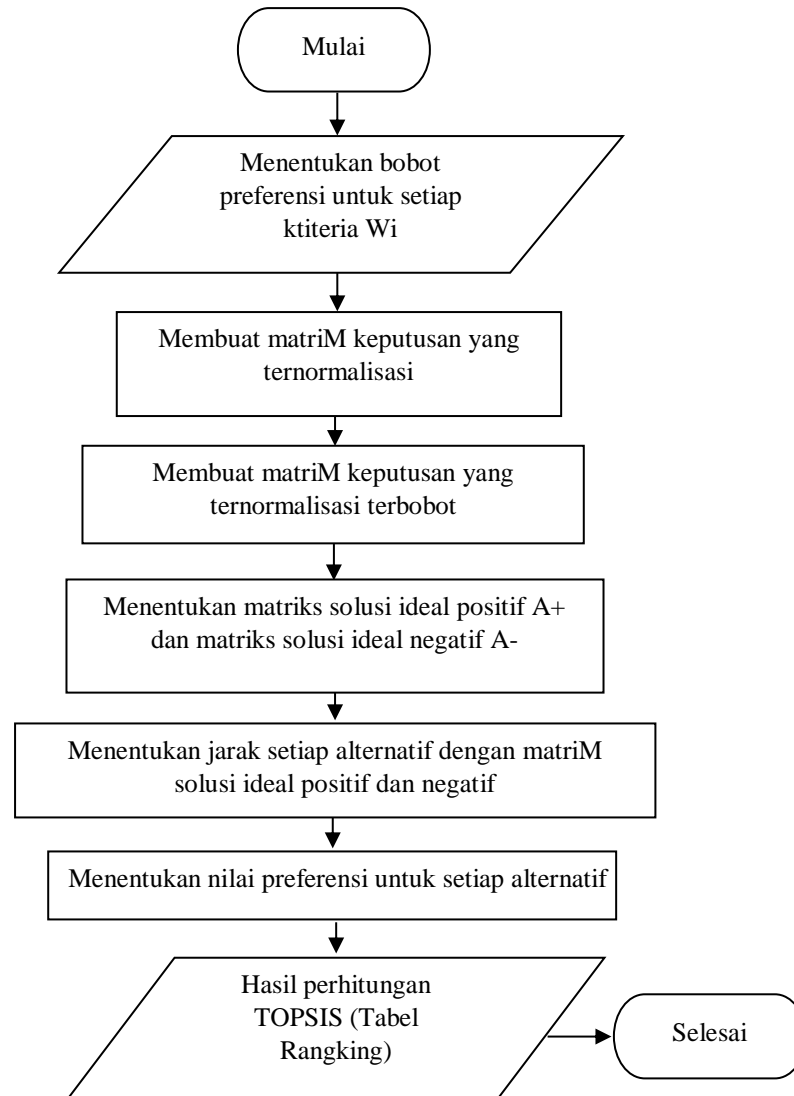 Mulai
Menentukan bobot
preferensi untuk setiap
ktiteria Wi
Membuat matriM keputusan yang
ternormalisasi
Membuat matriM keputusan yang
ternormalisasi terbobot
Menentukan matriks solusi ideal positif A+
dan matriks solusi ideal negatif A-
Menentukan jarak setiap alternatif dengan matriM
solusi ideal positif dan negatif
Menentukan nilai preferensi untuk setiap alternatif
Hasil perhitungan
TOPSIS (Tabel
Rangking)
Selesai